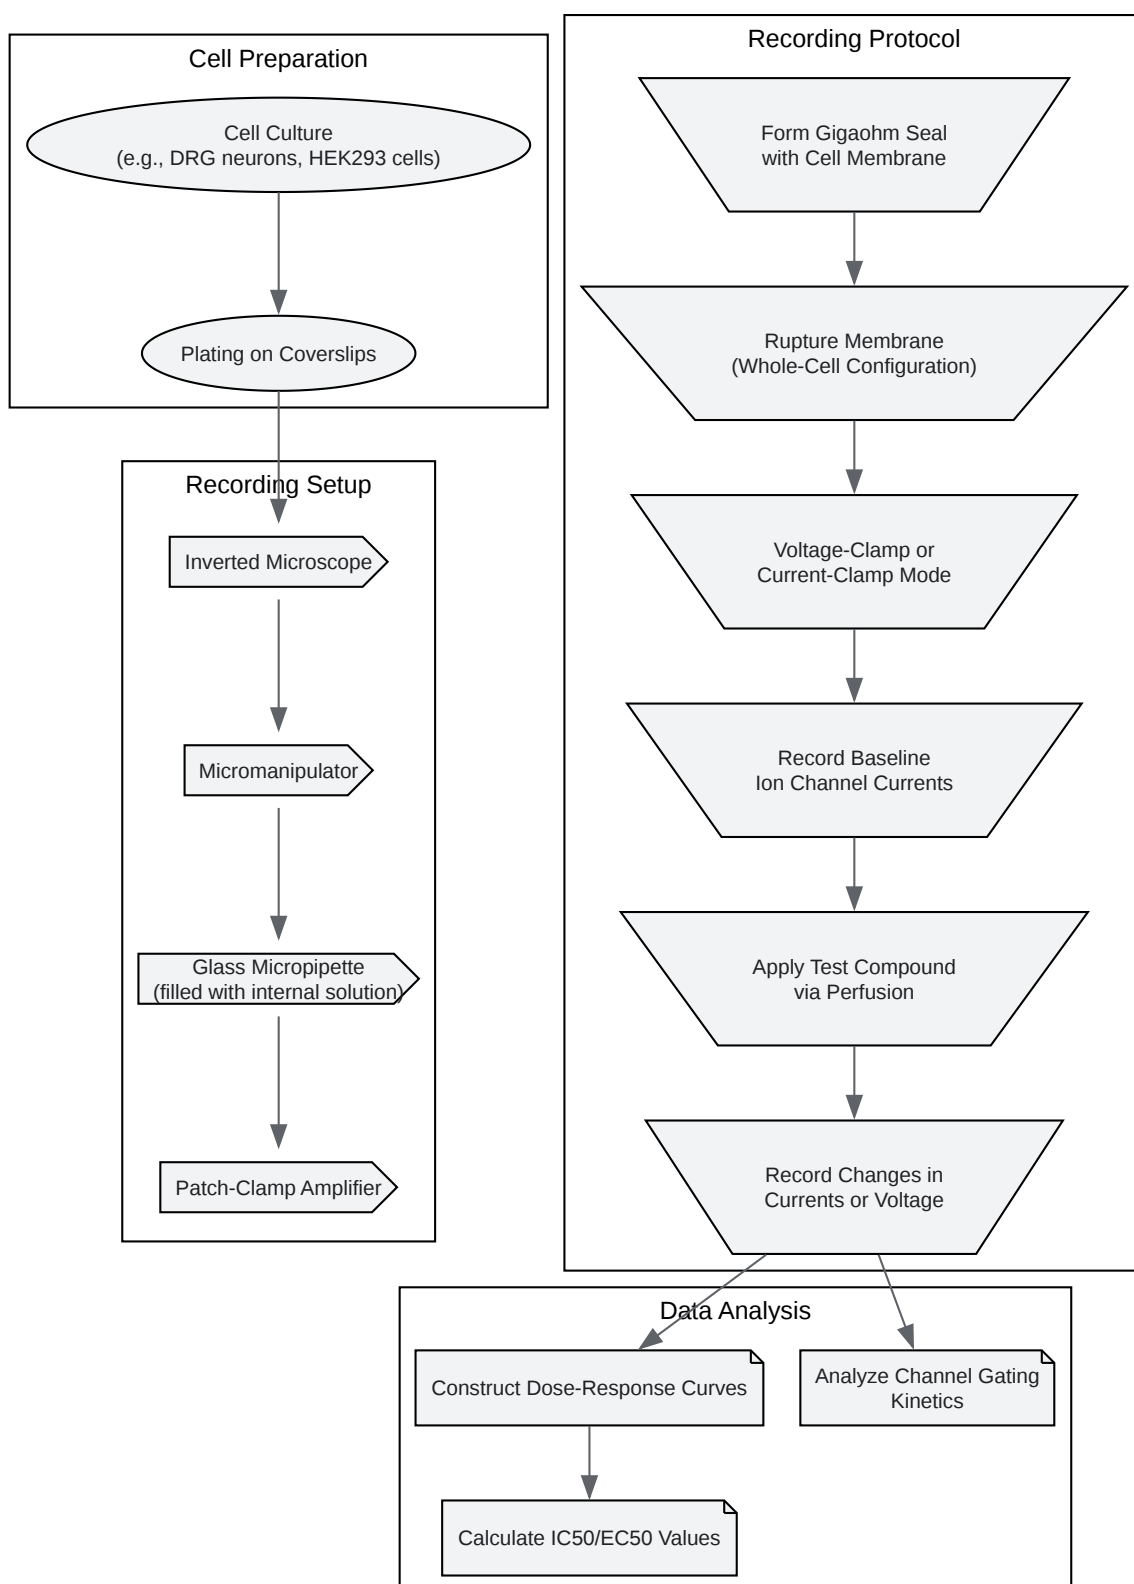 Cell Preparation
Cell Culture
(e.g., DRG neurons, HEK293 cells)
Plating on Coverslips
Recording Setup
Inverted Microscope
Micromanipulator
Glass Micropipette
(filled with internal solution)
Patch-Clamp Amplifier
Recording Protocol
Form Gigaohm Seal
with Cell Membrane
Rupture Membrane
(Whole-Cell Configuration)
Voltage-Clamp or
Current-Clamp Mode
Record Baseline
Ion Channel Currents
Apply Test Compound
via Perfusion
Record Changes in
Currents or Voltage
Data Analysis
Construct Dose-Response Curves
Analyze Channel Gating
Kinetics
Calculate IC50/EC50 Values